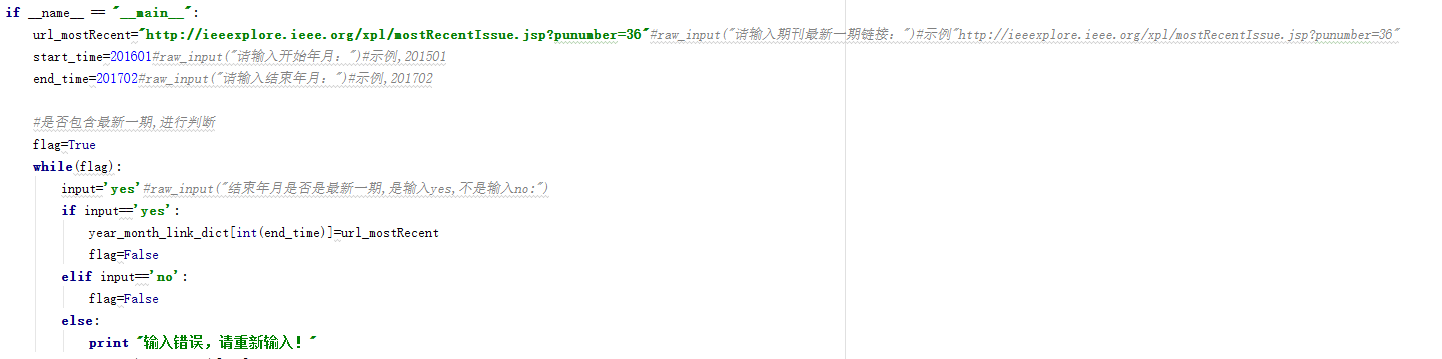 if __name__ == "__main__":
    url_mostRecent="http://ieeexplore.ieee.org/xpl/mostRecentIssue.jsp?punumber=36"#raw_input("请输入期刊最新一期链接：")#示例"http://ieeexplore.ieee.org/xpl/mostRecentIssue.jsp?punumber=36"
    start_time=201601#raw_input("请输入开始年月：")#示例,201501
    end_time=201702#raw_input("请输入结束年月：")#示例,201702
    #是否包含最新一期,进行判断
    flag=True
    while(flag):
        input='yes'#raw_input("结束年月是否是最新一期,是输入yes,不是输入no:")
        if input=='yes':
            year_month_link_dict[int(end_time)]=url_mostRecent
            flag=False
        elif input=='no':
            flag=False
        else:
            print "输入错误，请重新输入！"